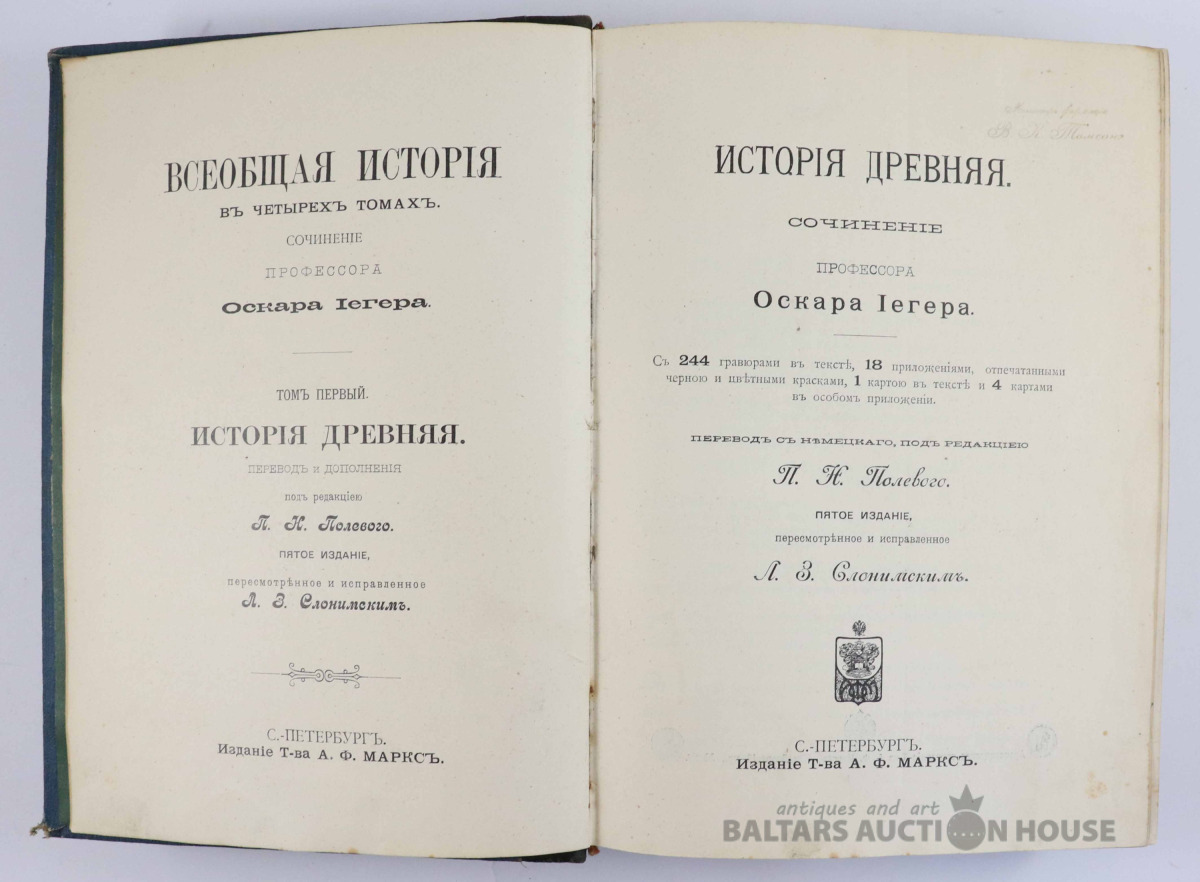 ВСЕОБЩАЯ ИСТОРІЯ
ВЪ ЧЕТЫРЕХЪ ТОМАХЪ.
СОЧИНЕНІЕ
ПРОФЕССОРА
Оскара Іегера.
ТОМЪ ПЕРВЫЙ.
ИСТОРІЯ ДРЕВНЯЯ.
ПЕРЕВОДЪ и ДОПОЛНЕНІЯ
подъ редакціею
П. Н. Полевого.
ПЯТОЕ ИЗДАНІЕ,
пересмотрѣнное и исправленное
Л. З. Слонимскимъ.
С.-ПЕТЕРБУРГЪ.
Изданіе Т-ва А. Ф. МАРКСЪ.
В. К.
ИСТОРІЯ ДРЕВНЯЯ.
СОЧИНЕНІЕ
ПРОФЕССОРА
Оскара Іегера.
Съ 244 гравюрами въ текстѣ, 18 приложеніями, отпечатанными
черною и цвѣтными красками, 1 картою въ текстѣ и 4 картами
въ особомъ приложеніи.
ПЕРЕВОДЪ СЪ НѢМЕЦКАГО, ПОДЪ РЕДАКЦІЕЮ
П. Н. Полевого.
ПЯТОЕ ИЗДАНІЕ,
пересмотрѣнное и исправленное
Л. З. Слонимскимъ.
С.-ПЕТЕРБУРГЪ.
Изданіе Т-ва А. Ф. МАРКСЪ.
antiques and art
BALTARS AUCTION HOUSE